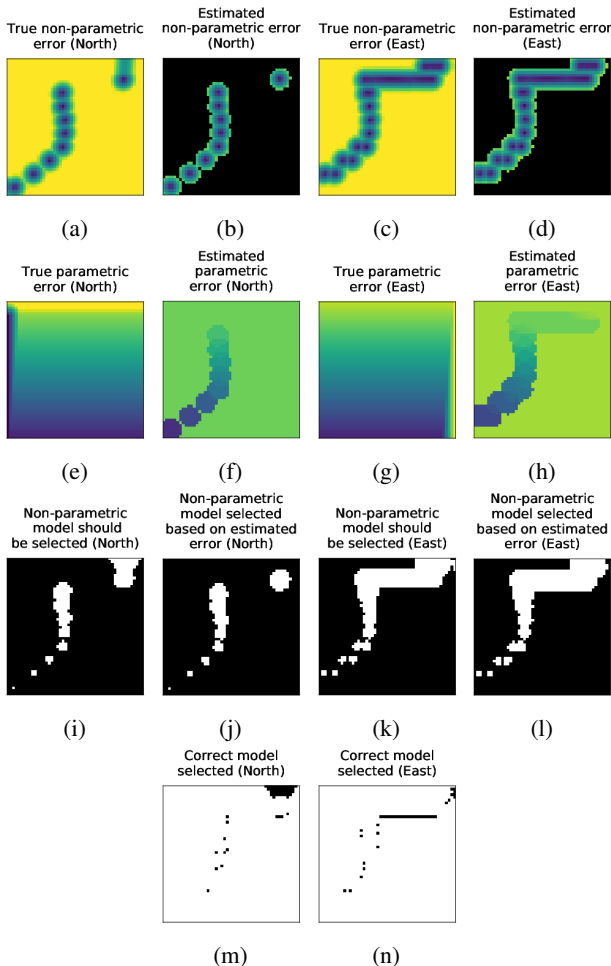 True non-parametric
error (North)
Estimated
non-parametric error
(North)
True non-parametric
error (East)
Estimated
non-parametric error
(East)
(a)
(b)
(c)
(d)
True parametric
error (North)
Estimated
parametric
error (North)
True parametric
error (East)
Estimated
parametric
error (East)
(e)
(f)
(g)
(h)
Non-parametric
model should
be selected (North)
Non-parametric
model selected
based on estimated
error (North)
Non-parametric
model should
be selected (East)
Non-parametric
model selected
based on estimated
error (East)
(i)
(j)
(k)
(l)
Correct model
selected (North)
Correct model
selected (East)
(m)
(n)